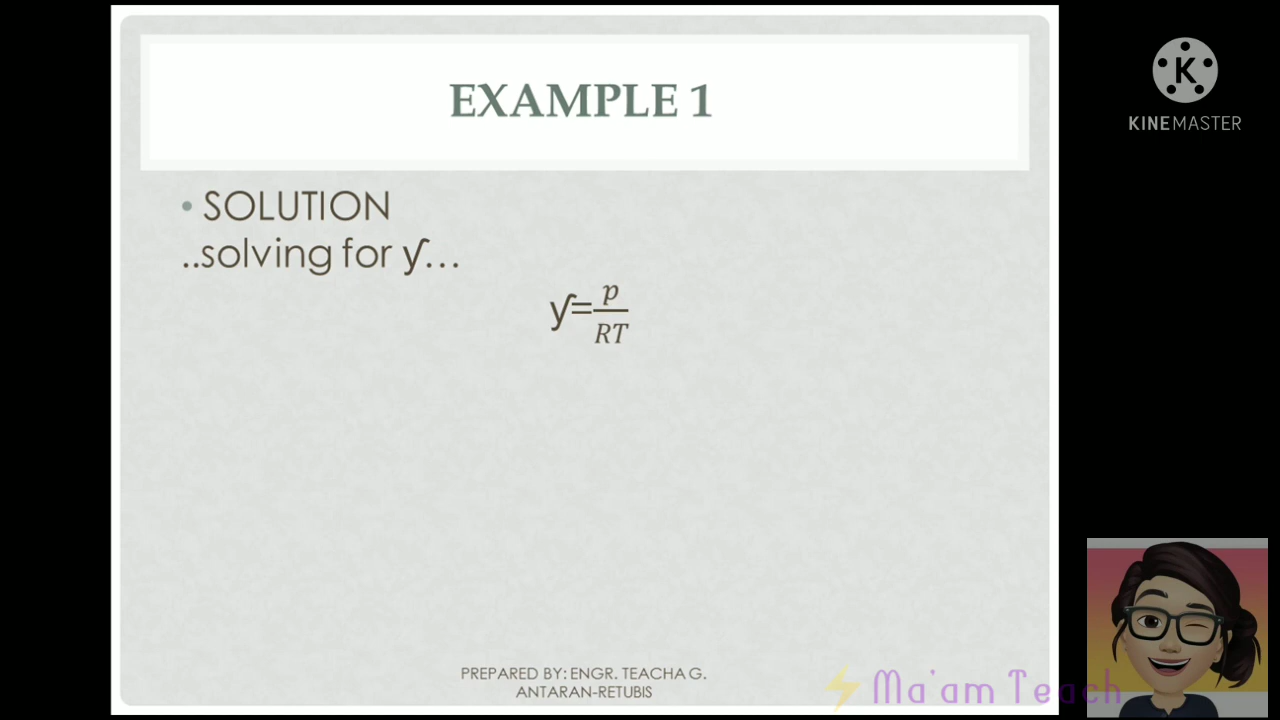 EXAMPLE 1
• SOLUTION
..solving for ƴ…
ƴ=p/RT
PREPARED BY: ENGR. TEACHA G.
ANTARAN-RETUBIS
Ma'am Teach
K
KINEMASTER